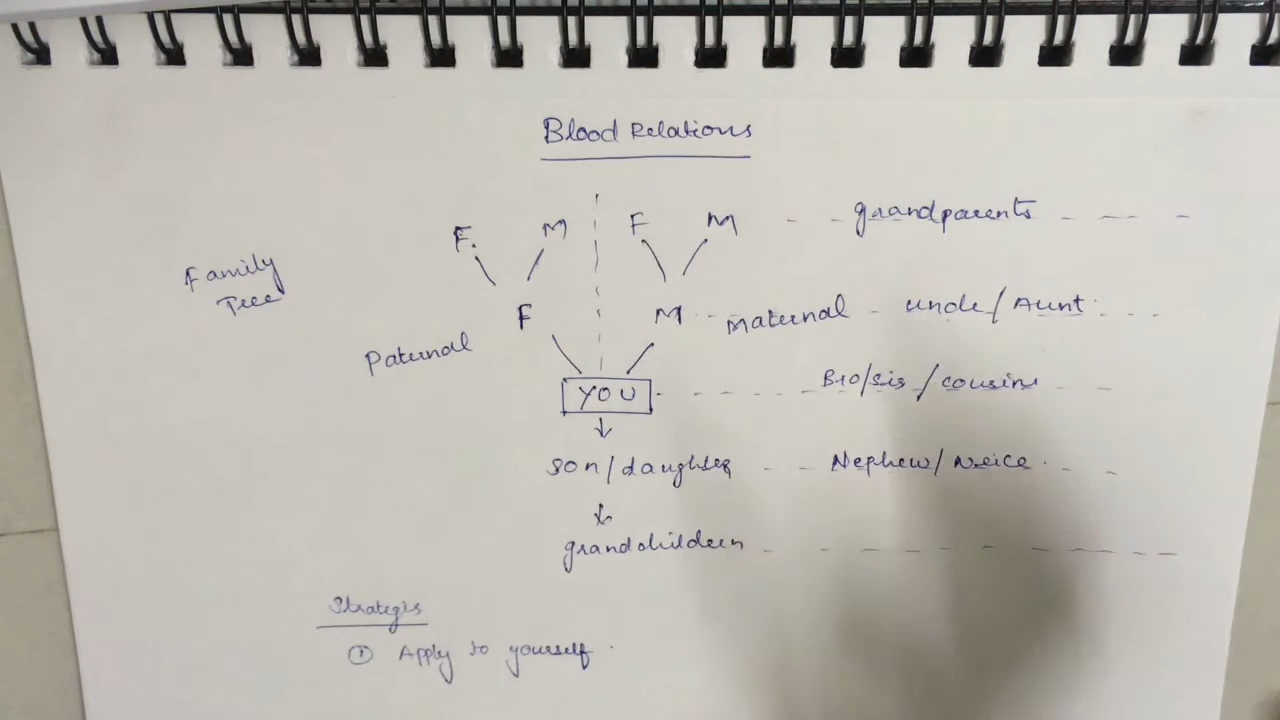 Blood Relations
F. M F M - - grandparents - - - -
Family
Tree
F M - - Maternal - uncle/Aunt - - -
Paternal
YOU - - - - - Bro/sis/cousins - -
son/daughter - - Nephew/Neice - - -
grandchildren - - - - - - - - -
Strategis
① Apply to yourself.